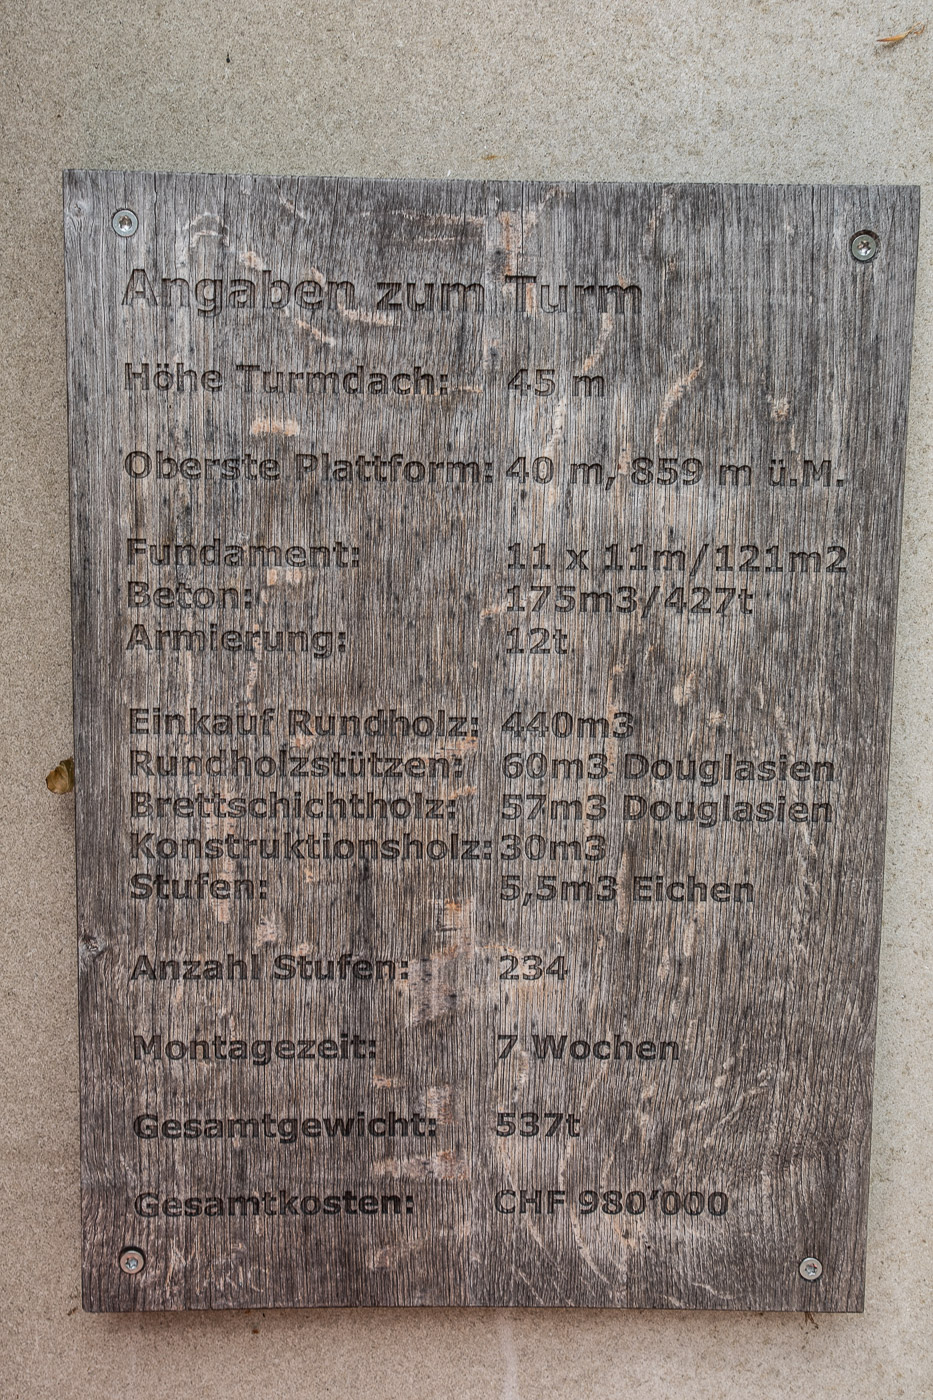 Angaben zum Turm
Höhe Turmdach: 45 m
Oberste Plattform: 40 m, 859 m ü.M.
Fundament: 11 x 11m/121m2
Beton: 175m3/427t
Armierung: 12t
Einkauf Rundholz: 440m3
Rundholzstützen: 60m3 Douglasien
Brettschichtholz: 57m3 Douglasien
Konstruktionsholz: 30m3
Stufen: 5,5m3 Eichen
Anzahl Stufen: 234
Montagezeit: 7 Wochen
Gesamtgewicht: 537t
Gesamtkosten: CHF 980‘000